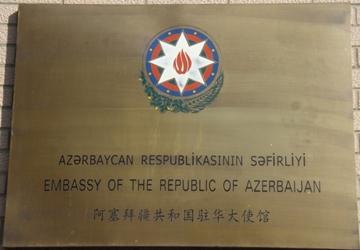 AZƏRBAYCAN RESPUBLİKASININ SƏFİRLİYİ
EMBASSY OF THE REPUBLIC OF AZERBAIJAN
阿塞拜疆共和国驻华大使馆